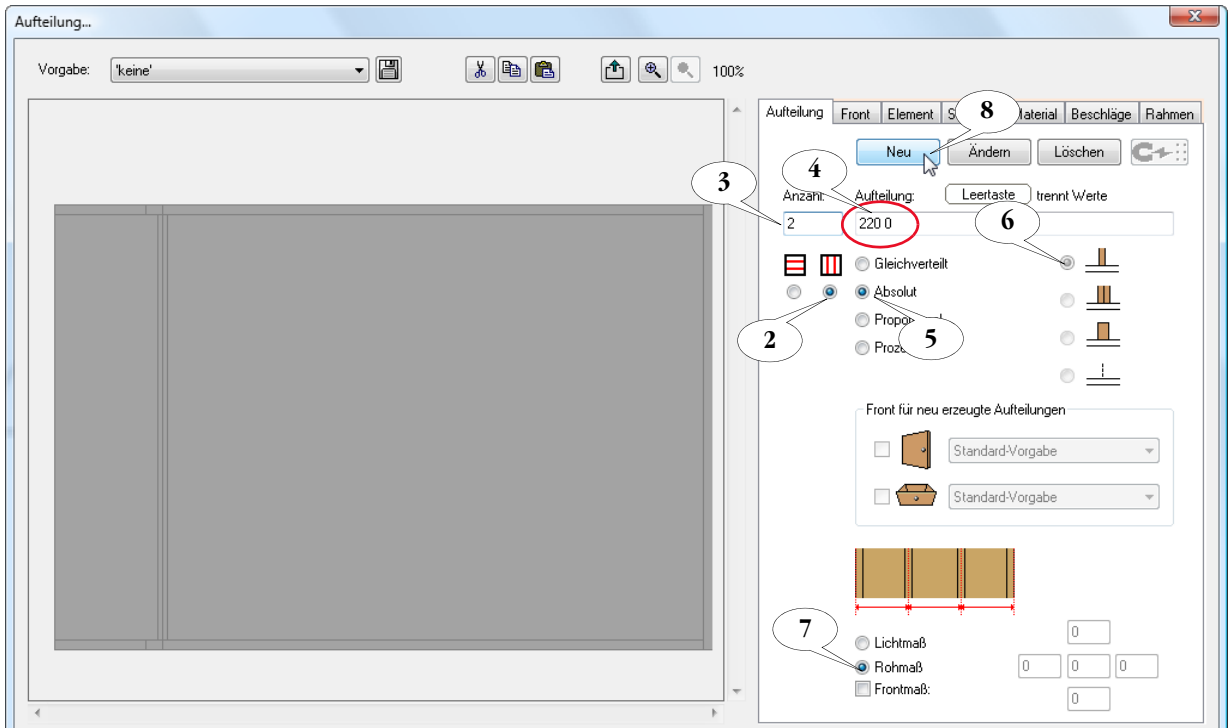 Aufteilung...
Vorgabe: 'keine' 100%
Aufteilung Front Element Beschläge Rahmen
8
Neu Ändern Löschen
3
4
Anzahl: Aufteilung: Leertaste trennt Werte
2 220 0
6
Gleichverteilt
Absolut
2
5
Front für neu erzeugte Aufteilungen
Standard-Vorgabe
Standard-Vorgabe
7
Lichtmaß
Rohmaß
Frontmaß:
0
0 0 0
0